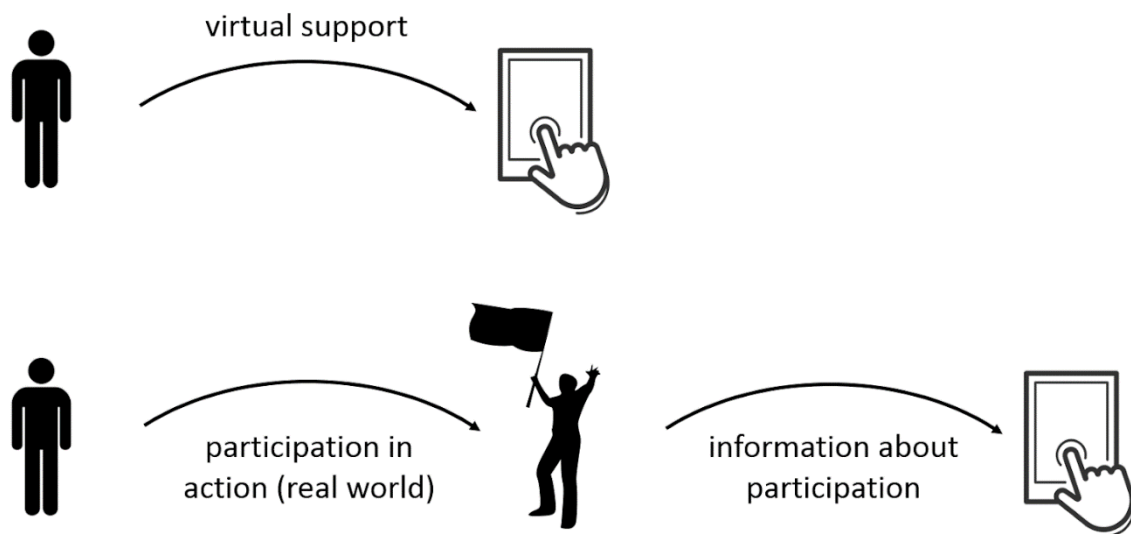 virtual support
participation in
action (real world)
information about
participation